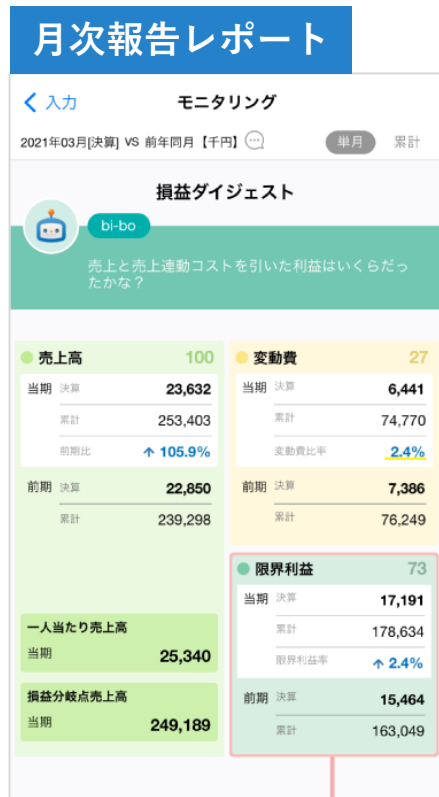 月次報告レポート
入力
モニタリング
2021年03月[決算] VS 前年同月【千円】
単月 累計
損益ダイジェスト
bi-bo
売上と売上連動コストを引いた利益はいくらだっ
たかな？
売上高 100
当期 決算 23,632
累計 253,403
前期比 ↑ 105.9%
前期 決算 22,850
累計 239,298
一人当たり売上高
当期 25,340
損益分岐点売上高
当期 249,189
変動費 27
当期 決算 6,441
累計 74,770
変動費比率 2.4%
前期 決算 7,386
累計 76,249
限界利益 73
当期 決算 17,191
累計 178,634
限界利益率 ↑ 2.4%
前期 決算 15,464
累計 163,049